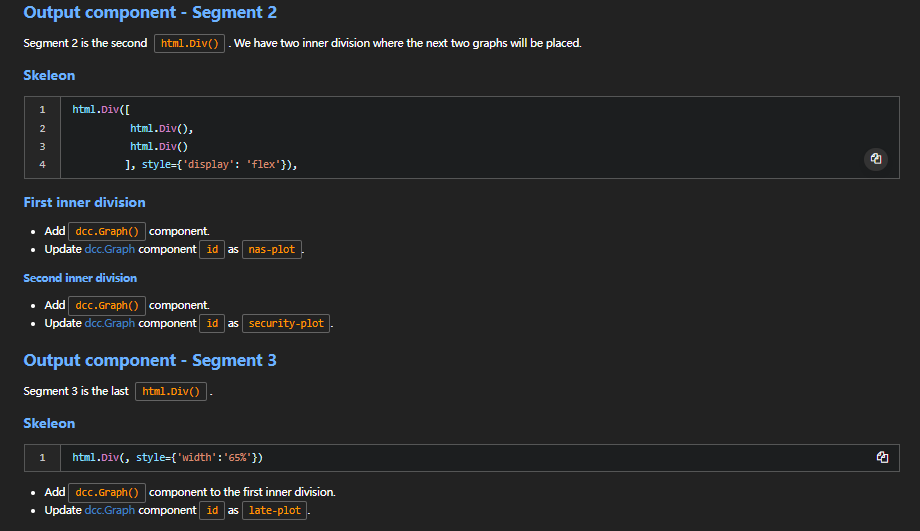 Output component - Segment 2
Segment 2 is the second html.Div() . We have two inner division where the next two graphs will be placed.
Skeleon
1 html.Div([
2 html.Div(),
3 html.Div()
4 ], style={'display': 'flex'}),
First inner division
• Add dcc.Graph() component.
• Update dcc.Graph component id as nas-plot.
Second inner division
• Add dcc.Graph() component.
• Update dcc.Graph component id as security-plot.
Output component - Segment 3
Segment 3 is the last html.Div() .
Skeleon
1 html.Div(, style={'width':'65%'})
• Add dcc.Graph() component to the first inner division.
• Update dcc.Graph component id as late-plot.